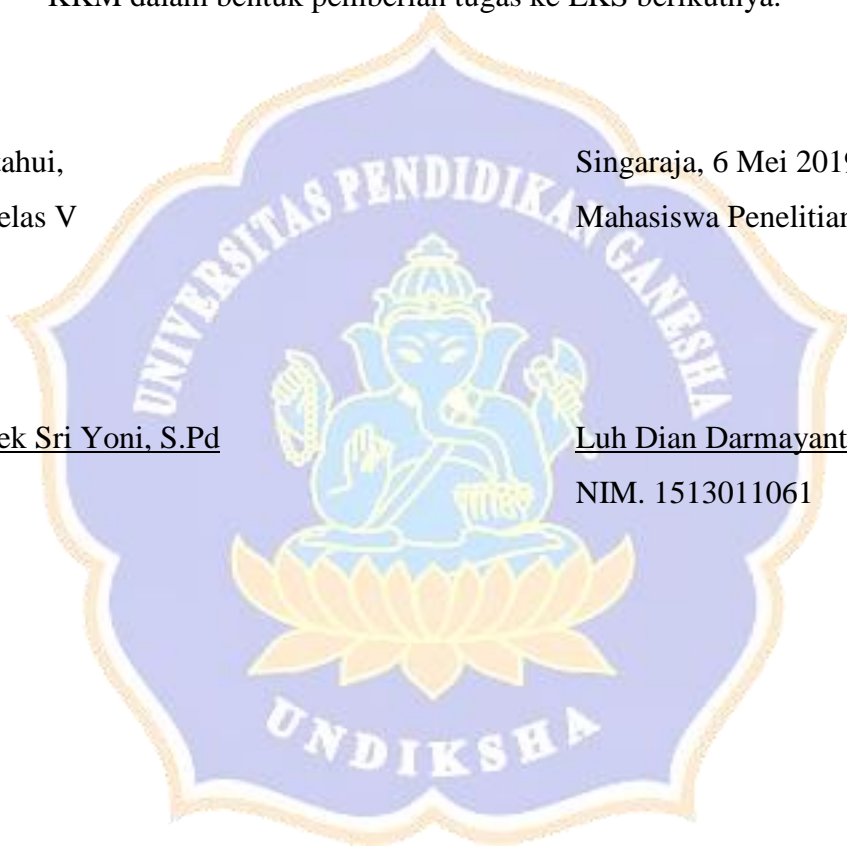 KKM dalam bentuk pemberian tugas ke LKS berikutnya.
tahui,
elas V
Singaraja, 6 Mei 2019
Mahasiswa Penelitian
UNIVERSITAS PENDIDIKAN GANESHA
ek Sri Yoni, S.Pd
Luh Dian Darmayant
NIM. 1513011061
UNDIKSHA